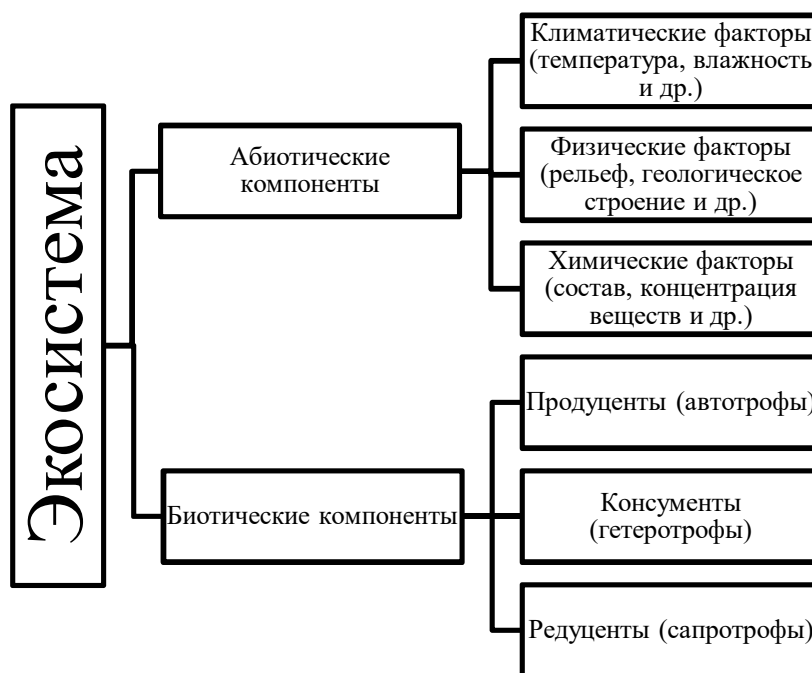 Экосистема
Абиотические
компоненты
Климатические факторы
(температура, влажность
и др.)
Физические факторы
(рельеф, геологическое
строение и др.)
Химические факторы
(состав, концентрация
веществ и др.)
Биотические компоненты
Продуценты (автотрофы)
Консументы
(гетеротрофы)
Редуценты (сапротрофы)